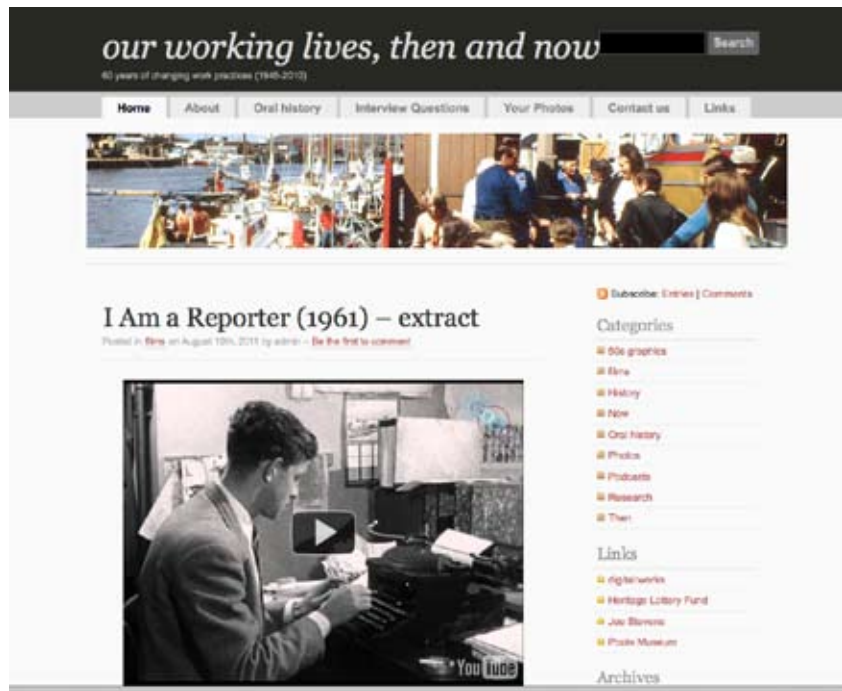 our working lives, then and now
Search
60 years of changing work practices (1945-2010)
Home About Oral history Interview Questions Your Photos Contact us Links
Subscribe: Entries | Comments
I Am a Reporter (1961) – extract
Posted in films on August 10th, 2011 by admin – Be the first to comment
Categories
50s graphics
films
History
Now
Oral history
Photos
Podcasts
Research
Then
Links
digital:works
Heritage Lottery Fund
Joe Stevens
Poole Museum
Archives
YouTube